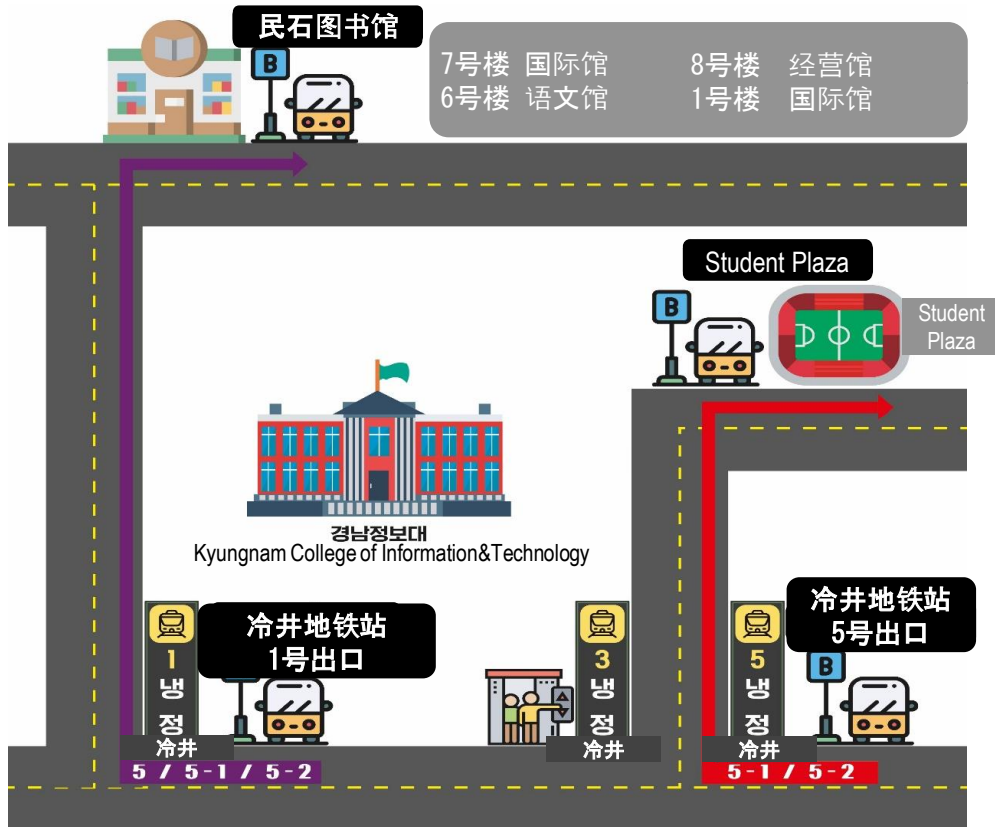 民石图书馆
B
7号楼 国际馆 8号楼 经营馆
6号楼 语文馆 1号楼 国际馆
Student Plaza
B
Student
Plaza
경남정보대
Kyungnam College of Information&Technology
1
냉
정
冷井
冷井地铁站
1号出口
5 / 5-1 / 5-2
3
냉
정
冷井
5
냉
정
冷井
冷井地铁站
5号出口
B
5-1 / 5-2